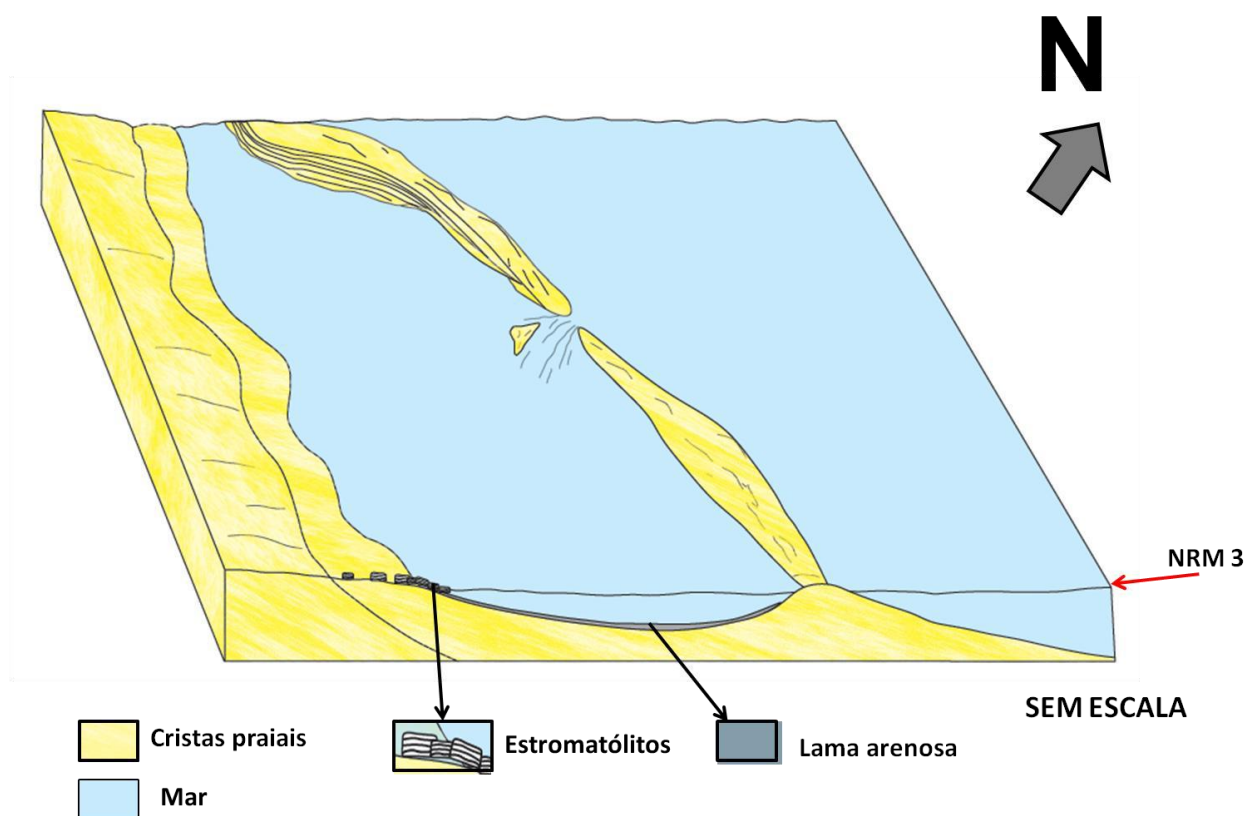 N
NRM 3
SEM ESCALA
Cristas praiais
Estromatólitos
Lama arenosa
Mar